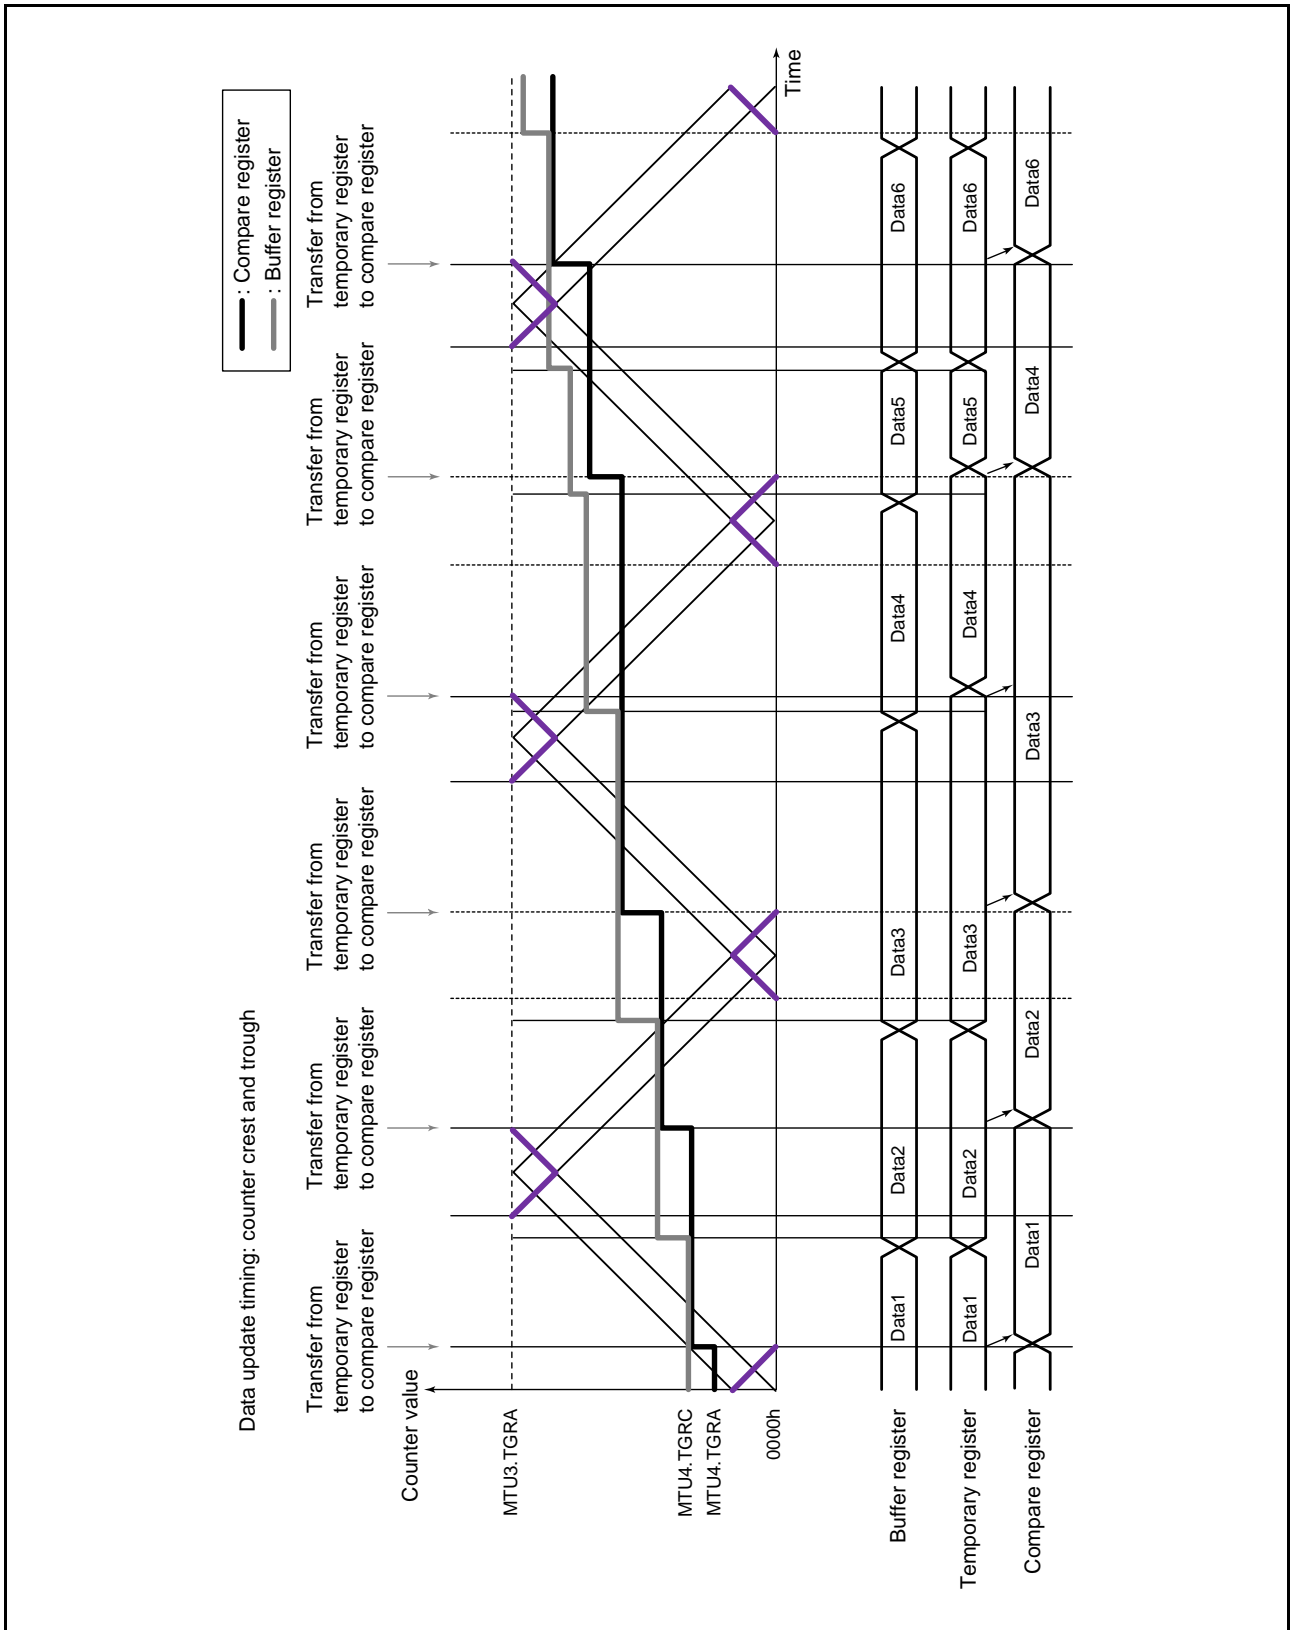 Data update timing: counter crest and trough
: Compare register
: Buffer register
Transfer from
temporary register
to compare register
Transfer from
temporary register
to compare register
Transfer from
temporary register
to compare register
Transfer from
temporary register
to compare register
Transfer from
temporary register
to compare register
Transfer from
temporary register
to compare register
Counter value
MTU3.TGRA
MTU4.TGRC
MTU4.TGRA
0000h
Time
Buffer register
Data1
Data2
Data3
Data4
Data5
Data6
Temporary register
Data1
Data2
Data3
Data4
Data5
Data6
Compare register
Data1
Data2
Data3
Data4
Data6